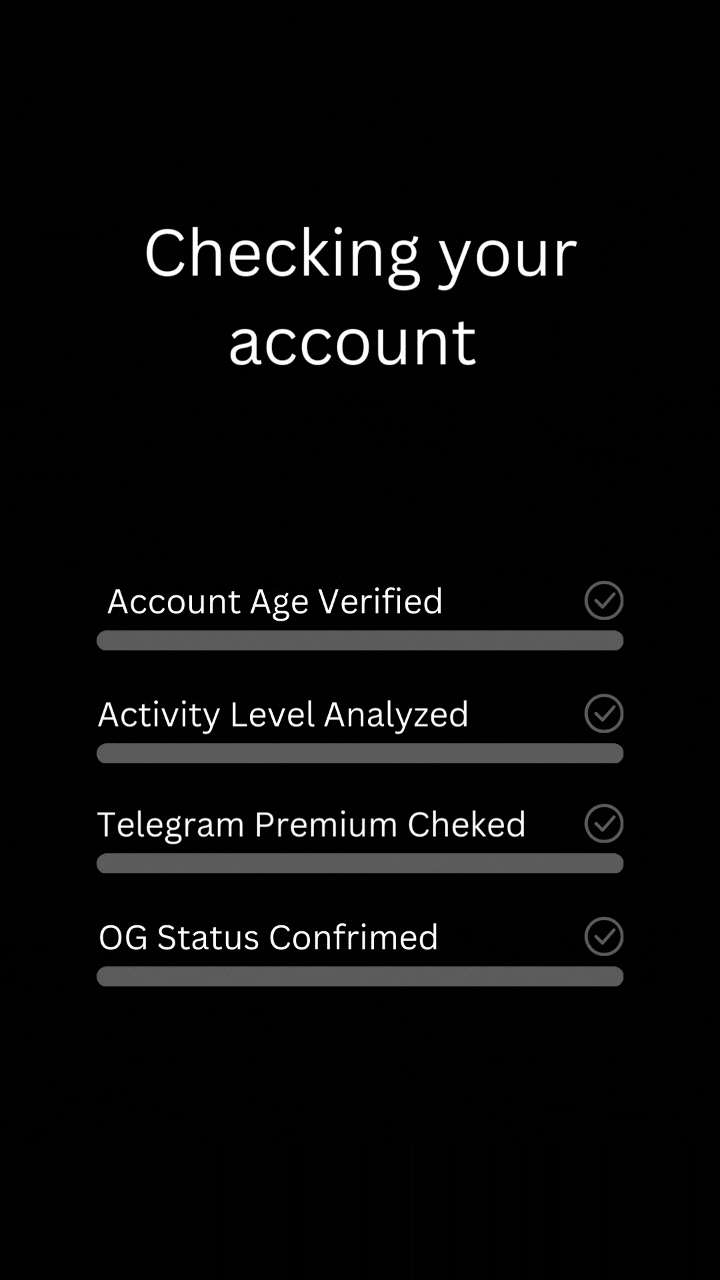 Checking your
account
Account Age Verified
Activity Level Analyzed
Telegram Premium Cheked
OG Status Confrimed